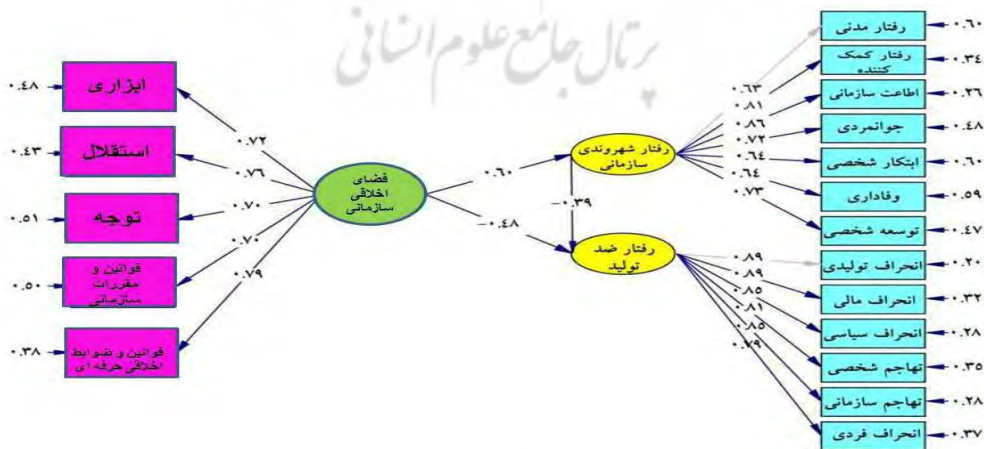 پرتال جامع علوم انسانی
ابزاری
استقلال
توجه
قوانین و
مقررات
سازمانی
قوانین و ضوابط
اخلاقی حرفه ای
۰.۴۸
۰.۴۳
۰.۵۱
۰.۵۰
۰.۳۸
۰.۷۲
۰.۷۶
۰.۷۰
۰.۷۰
۰.۷۹
فضای
اخلاقی
سازمانی
۰.۶۰
-۰.۴۸
-۰.۳۹
رفتار شهروندی
سازمانی
رفتار ضد
تولید
۰.۶۳
۰.۸۱
۰.۸۶
۰.۷۲
۰.۶۴
۰.۶۴
۰.۷۳
۰.۸۹
۰.۸۹
۰.۸۵
۰.۸۱
۰.۸۵
۰.۷۹
رفتار مدنی
رفتار کمک
کننده
اطاعت سازمانی
جوانمردی
ابتکار شخصی
وفاداری
توسعه شخصی
انحراف تولیدی
انحراف مالی
انحراف سیاسی
تهاجم شخصی
تهاجم سازمانی
انحراف فردی
۰.۶۰
۰.۳۴
۰.۲۶
۰.۴۸
۰.۶۰
۰.۵۹
۰.۴۷
۰.۲۰
۰.۳۲
۰.۲۸
۰.۳۵
۰.۲۸
۰.۳۷